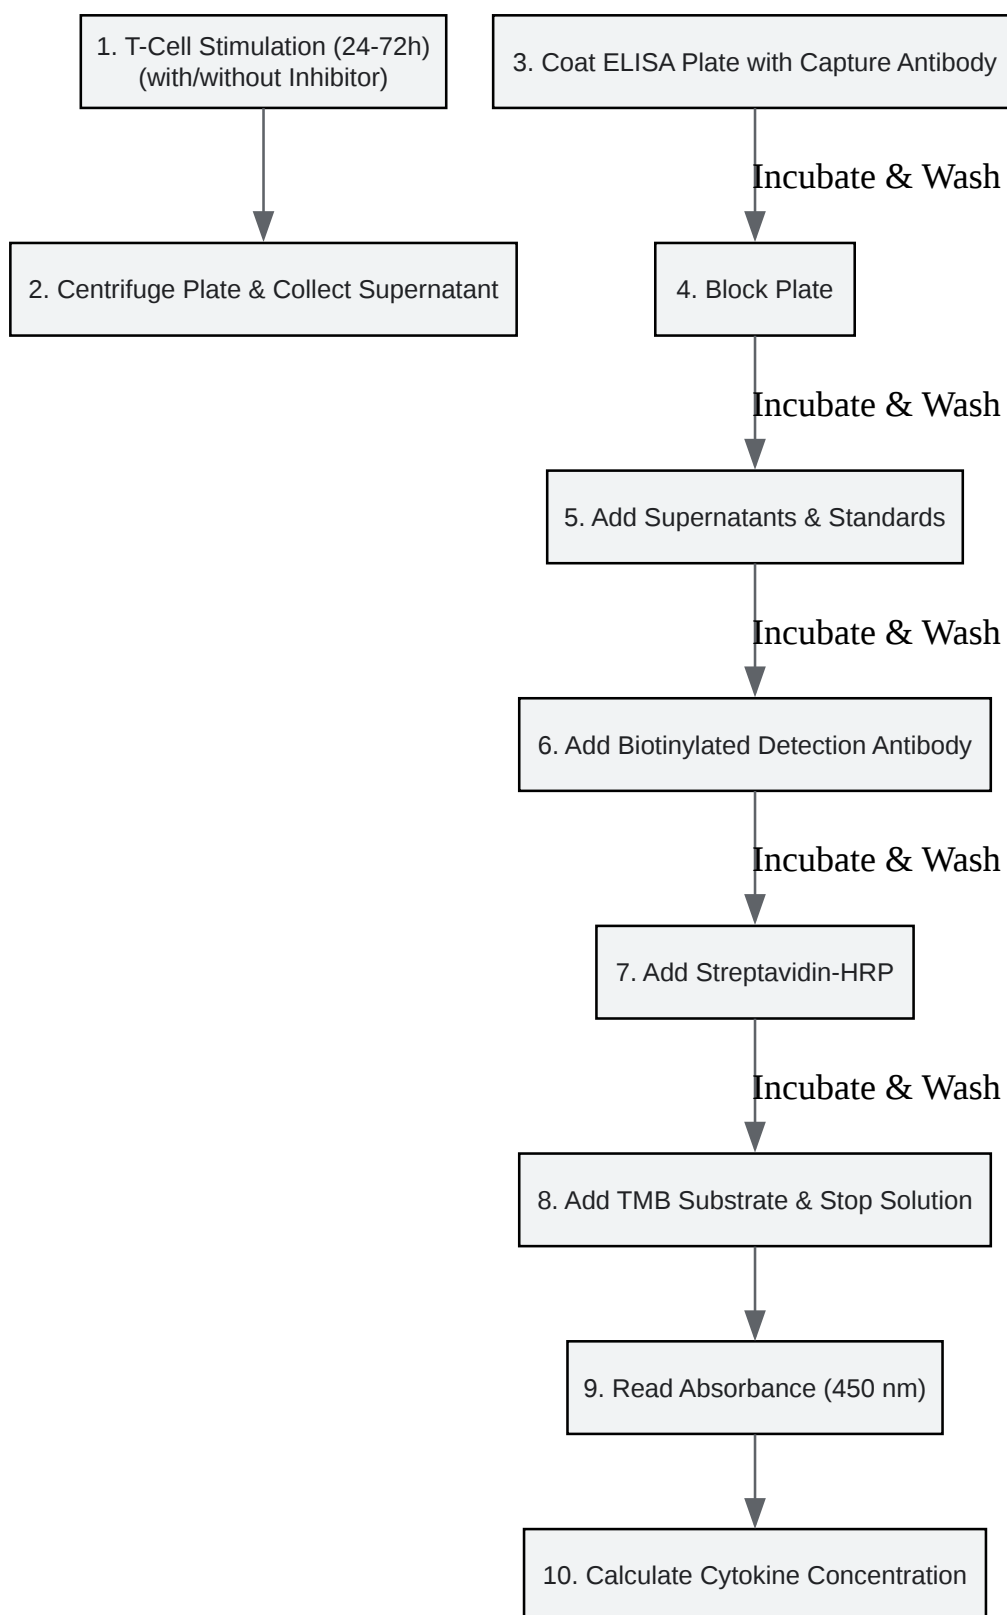 1. T-Cell Stimulation (24-72h)
(with/without Inhibitor)
2. Centrifuge Plate & Collect Supernatant
3. Coat ELISA Plate with Capture Antibody
Incubate & Wash
4. Block Plate
Incubate & Wash
5. Add Supernatants & Standards
Incubate & Wash
6. Add Biotinylated Detection Antibody
Incubate & Wash
7. Add Streptavidin-HRP
Incubate & Wash
8. Add TMB Substrate & Stop Solution
9. Read Absorbance (450 nm)
10. Calculate Cytokine Concentration